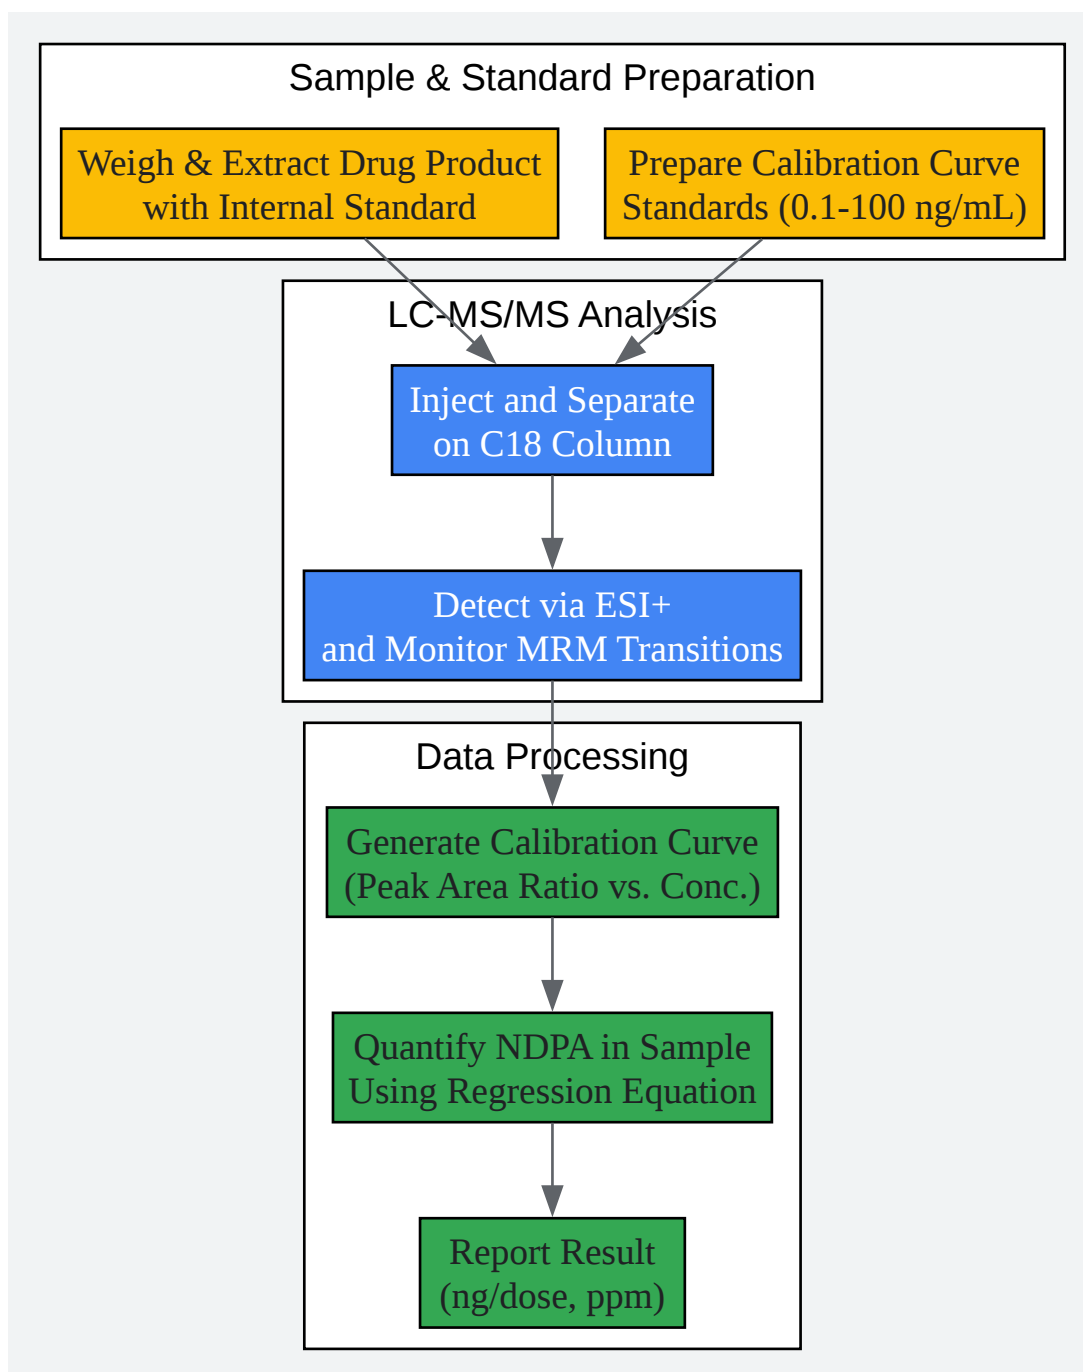 Sample & Standard Preparation
Weigh & Extract Drug Product
with Internal Standard
Prepare Calibration Curve
Standards (0.1-100 ng/mL)
LC-MS/MS Analysis
Inject and Separate
on C18 Column
Detect via ESI+
and Monitor MRM Transitions
Data Processing
Generate Calibration Curve
(Peak Area Ratio vs. Conc.)
Quantify NDPA in Sample
Using Regression Equation
Report Result
(ng/dose, ppm)